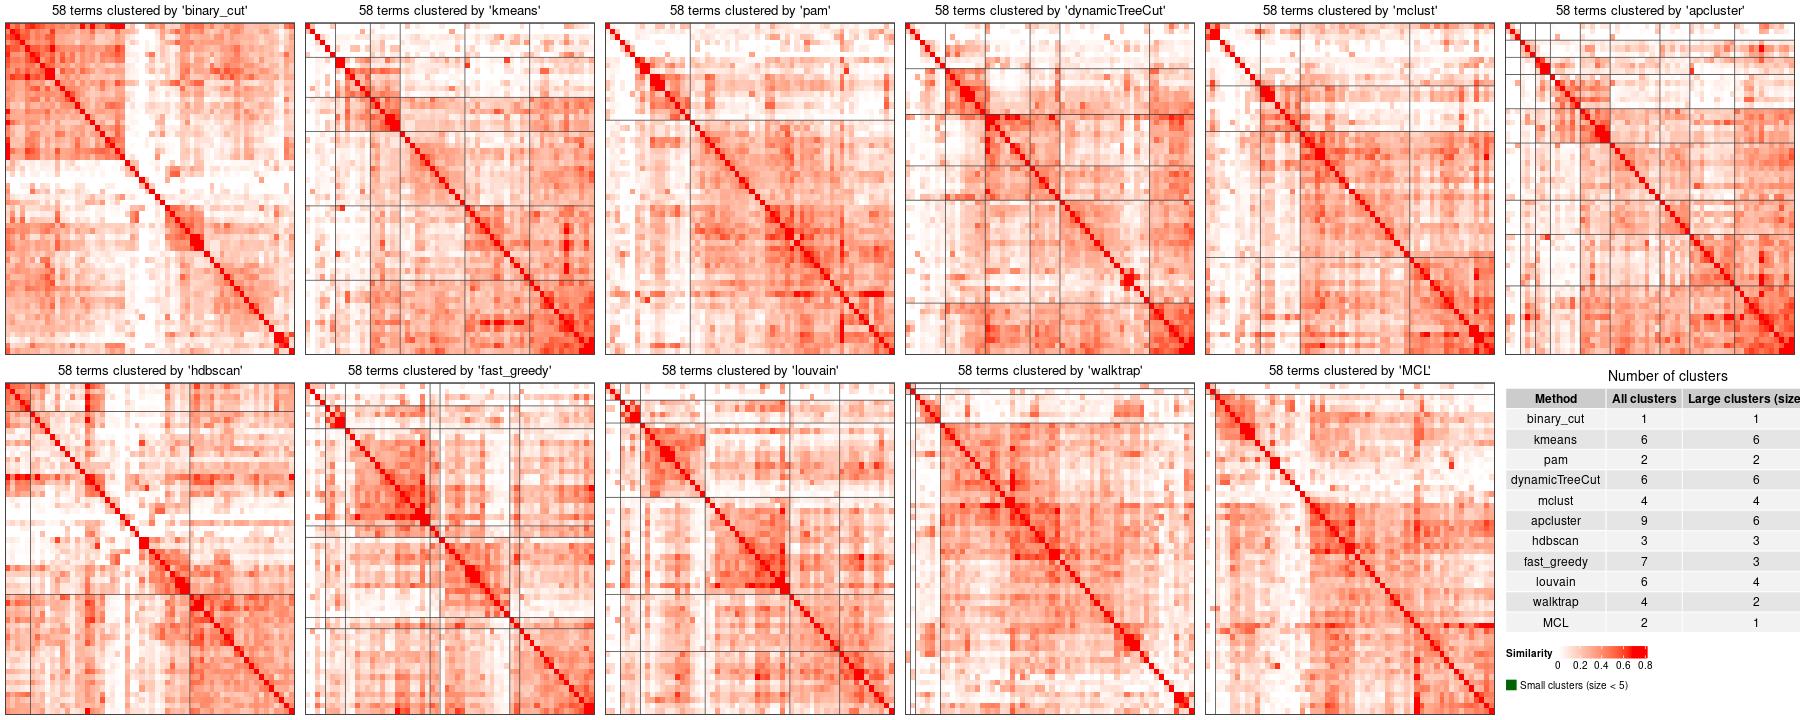 58 terms clustered by 'binary_cut'
58 terms clustered by 'kmeans'
58 terms clustered by 'pam'
58 terms clustered by 'dynamicTreeCut'
58 terms clustered by 'mclust'
58 terms clustered by 'apcluster'
58 terms clustered by 'hdbscan'
58 terms clustered by 'fast_greedy'
58 terms clustered by 'louvain'
58 terms clustered by 'walktrap'
58 terms clustered by 'MCL'
Number of clusters
Method All clusters Large clusters (size
binary_cut 1 1
kmeans 6 6
pam 2 2
dynamicTreeCut 6 6
mclust 4 4
apcluster 9 6
hdbscan 3 3
fast_greedy 7 3
louvain 6 4
walktrap 4 2
MCL 2 1
Similarity
0 0.2 0.4 0.6 0.8
Small clusters (size < 5)